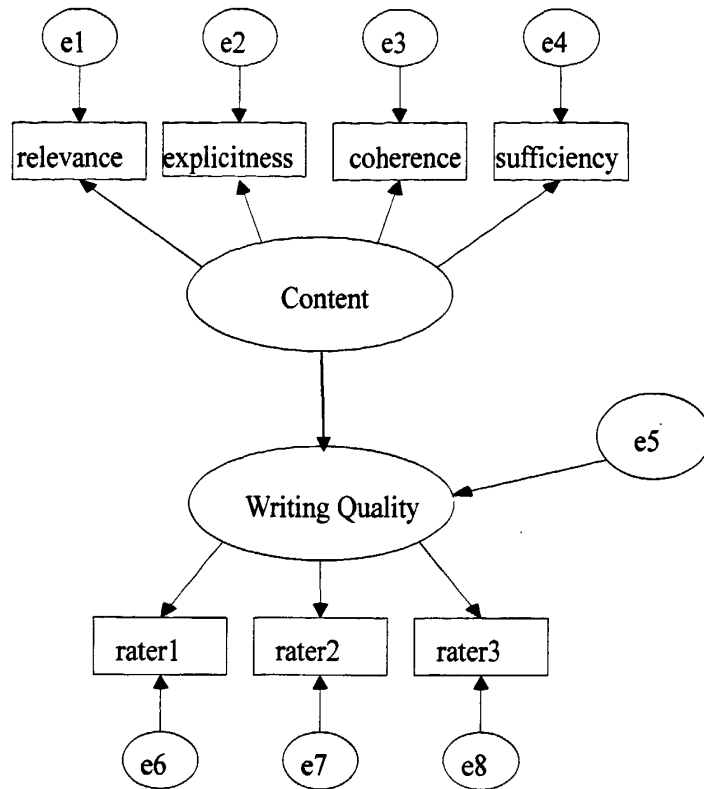 e1 e2 e3 e4
relevance explicitness coherence sufficiency
Content
e5
Writing Quality
rater1 rater2 rater3
e6 e7 e8